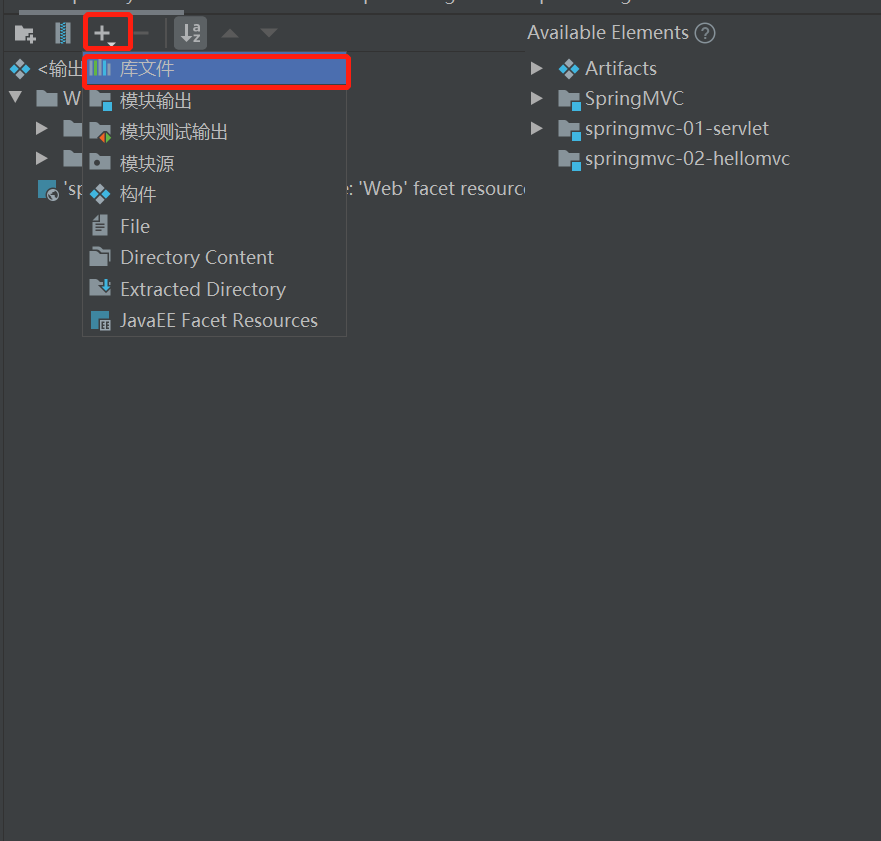 Available Elements
<输出
库文件
模块输出
模块测试输出
模块源
构件
File
Directory Content
Extracted Directory
JavaEE Facet Resources
W
'sp
: 'Web' facet resourc
Artifacts
SpringMVC
springmvc-01-servlet
springmvc-02-hellomvc